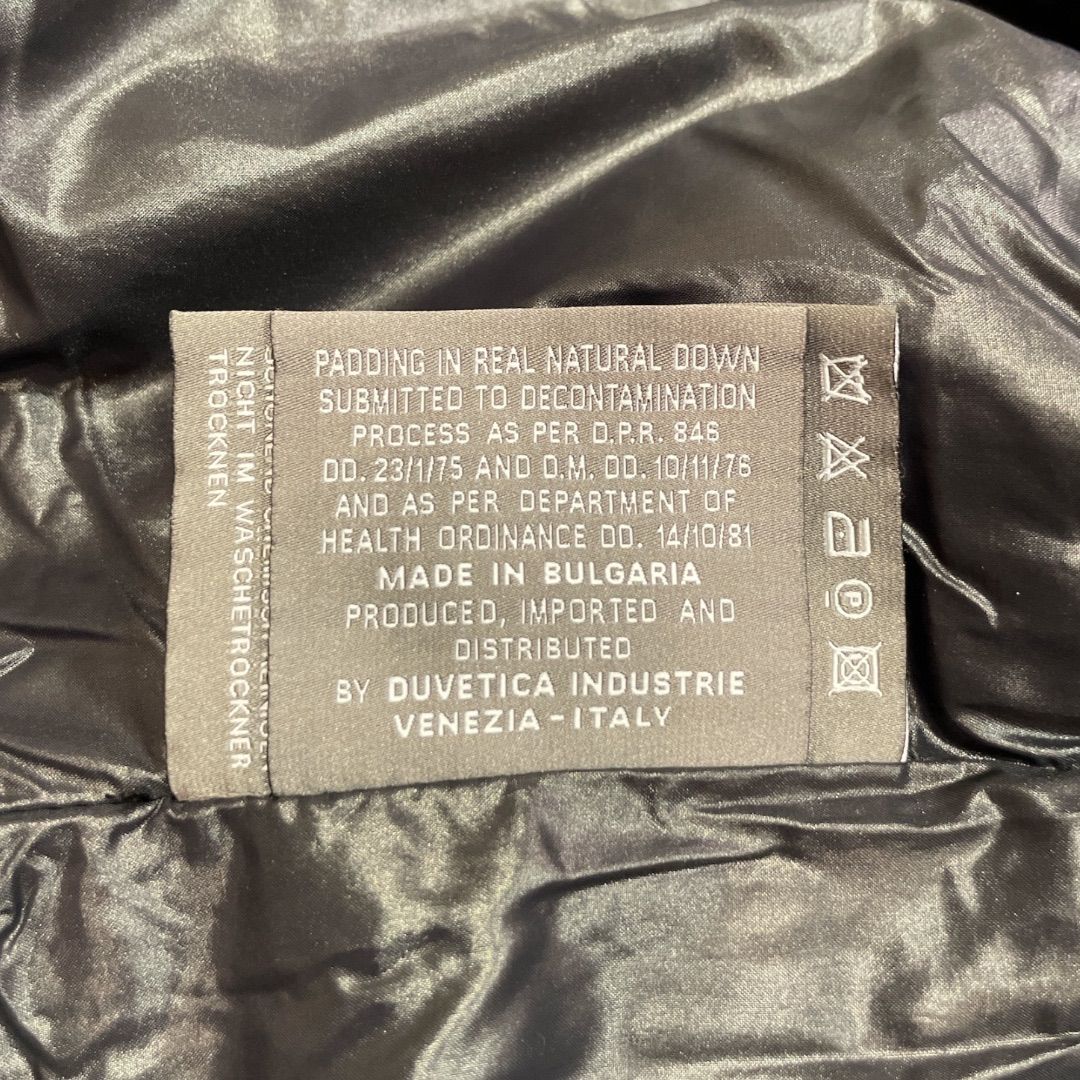 PADDING IN REAL NATURAL DOWN
SUBMITTED TO DECONTAMINATION
PROCESS AS PER D.P.R. 846
DD. 23/1/75 AND D.M. DD. 10/11/76
AND AS PER DEPARTMENT OF
HEALTH ORDINANCE DD. 14/10/81
MADE IN BULGARIA
PRODUCED, IMPORTED AND
DISTRIBUTED
BY DUVETICA INDUSTRIE
VENEZIA - ITALY
NICHT IM WASCHETROCKNER
TROCKNEN
P